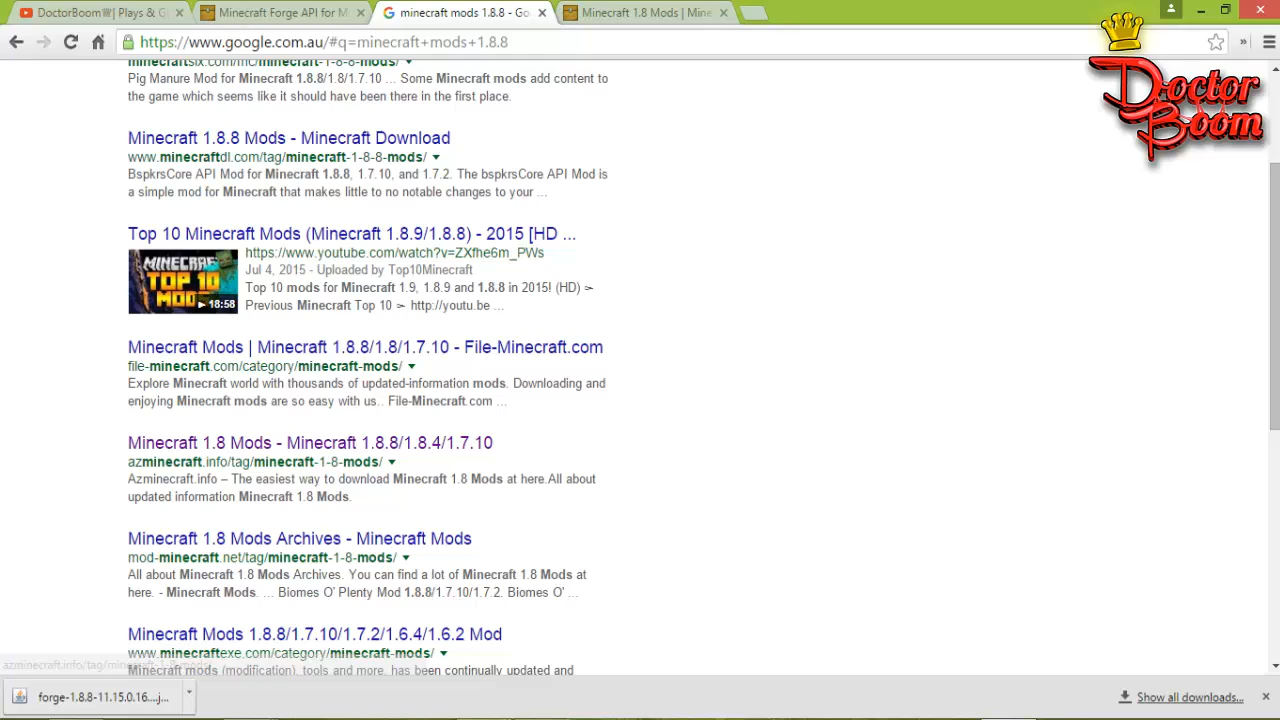 DoctorBoom♕| Plays & G
Minecraft Forge API for M
minecraft mods 1.8.8 - Go
Minecraft 1.8 Mods | Mine
https://www.google.com.au/#q=minecraft+mods+1.8.8
»
Doctor
Boom
minecraftsix.com/mc/minecraft-1-8-8-mods/
Pig Manure Mod for Minecraft 1.8.8/1.8/1.7.10 ... Some Minecraft mods add content to
the game which seems like it should have been there in the first place.
Minecraft 1.8.8 Mods - Minecraft Download
www.minecraftdl.com/tag/minecraft-1-8-8-mods/
BspkrsCore API Mod for Minecraft 1.8.8, 1.7.10, and 1.7.2. The bspkrsCore API Mod is
a simple mod for Minecraft that makes little to no notable changes to your ...
Top 10 Minecraft Mods (Minecraft 1.8.9/1.8.8) - 2015 [HD ...
https://www.youtube.com/watch?v=ZXfhe6m_PWs
MINECRAFT
TOP 10
MODS
18:58
Jul 4, 2015 - Uploaded by Top10Minecraft
Top 10 mods for Minecraft 1.9, 1.8.9 and 1.8.8 in 2015! (HD) ➢
Previous Minecraft Top 10 ➢ http://youtu.be ...
Minecraft Mods | Minecraft 1.8.8/1.8/1.7.10 - File-Minecraft.com
file-minecraft.com/category/minecraft-mods/
Explore Minecraft world with thousands of updated-information mods. Downloading and
enjoying Minecraft mods are so easy with us.. File-Minecraft.com ...
Minecraft 1.8 Mods - Minecraft 1.8.8/1.8.4/1.7.10
azminecraft.info/tag/minecraft-1-8-mods/
Azminecraft.info – The easiest way to download Minecraft 1.8 Mods at here.All about
updated information Minecraft 1.8 Mods.
Minecraft 1.8 Mods Archives - Minecraft Mods
mod-minecraft.net/tag/minecraft-1-8-mods/
All about Minecraft 1.8 Mods Archives. You can find a lot of Minecraft 1.8 Mods at
here. - Minecraft Mods. ... Biomes O' Plenty Mod 1.8.8/1.7.10/1.7.2. Biomes O' ...
Minecraft Mods 1.8.8/1.7.10/1.7.2/1.6.4/1.6.2 Mod
www.minecraftexe.com/category/minecraft-mods/
Minecraft mods (modification), tools and more, has been continually updated and
azminecraft.info/tag/minecraft-1-8-mods/
forge-1.8.8-11.15.0.16....j...
Show all downloads...